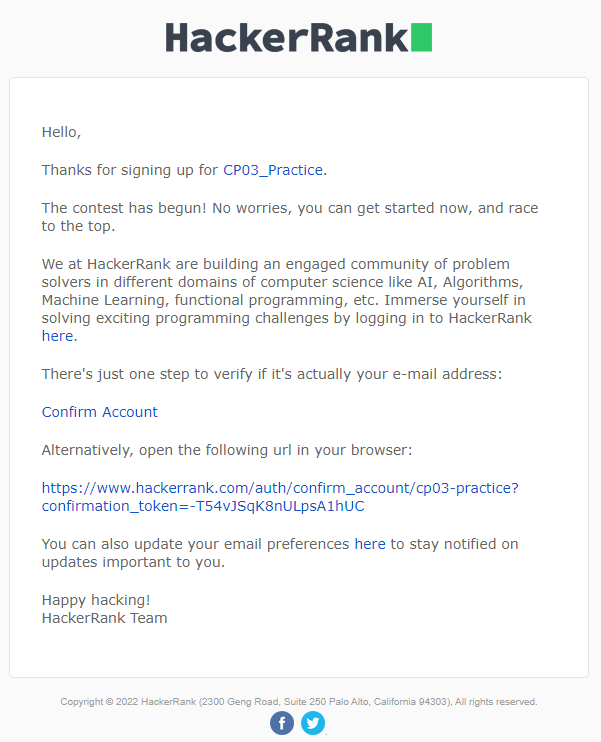 HackerRank
Hello,
Thanks for signing up for CP03_Practice.
The contest has begun! No worries, you can get started now, and race
to the top.
We at HackerRank are building an engaged community of problem
solvers in different domains of computer science like AI, Algorithms,
Machine Learning, functional programming, etc. Immerse yourself in
solving exciting programming challenges by logging in to HackerRank
here.
There's just one step to verify if it's actually your e-mail address:
Confirm Account
Alternatively, open the following url in your browser:
https://www.hackerrank.com/auth/confirm_account/cp03-practice?
confirmation_token=-T54vJSqK8nULpsA1hUC
You can also update your email preferences here to stay notified on
updates important to you.
Happy hacking!
HackerRank Team
Copyright © 2022 HackerRank (2300 Geng Road, Suite 250 Palo Alto, California 94303), All rights reserved.